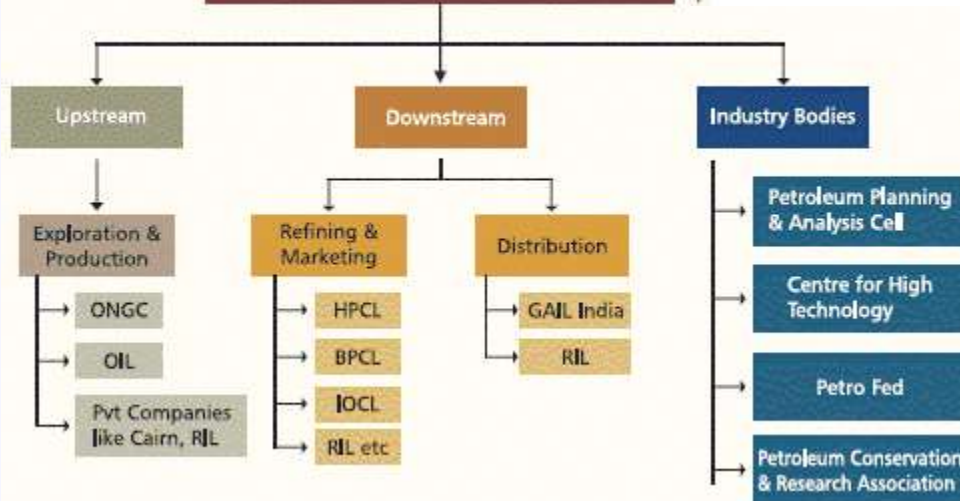 Upstream
Downstream
Industry Bodies
Exploration &
Production
ONGC
OIL
Pvt Companies
like Cairn, RIL
Refining &
Marketing
HPCL
BPCL
IOCL
RIL etc
Distribution
GAIL India
RIL
Petroleum Planning
& Analysis Cell
Centre for High
Technology
Petro Fed
Petroleum Conservation
& Research Association